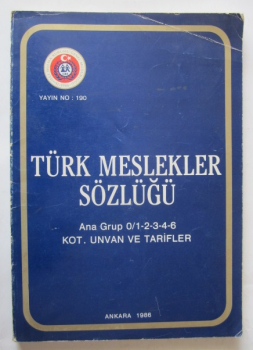 YAYIN NO : 190
TÜRK MESLEKLER
SÖZLÜĞÜ
Ana Grup 0/1-2-3-4-6
KOT. UNVAN VE TARİFLER
ANKARA 1986